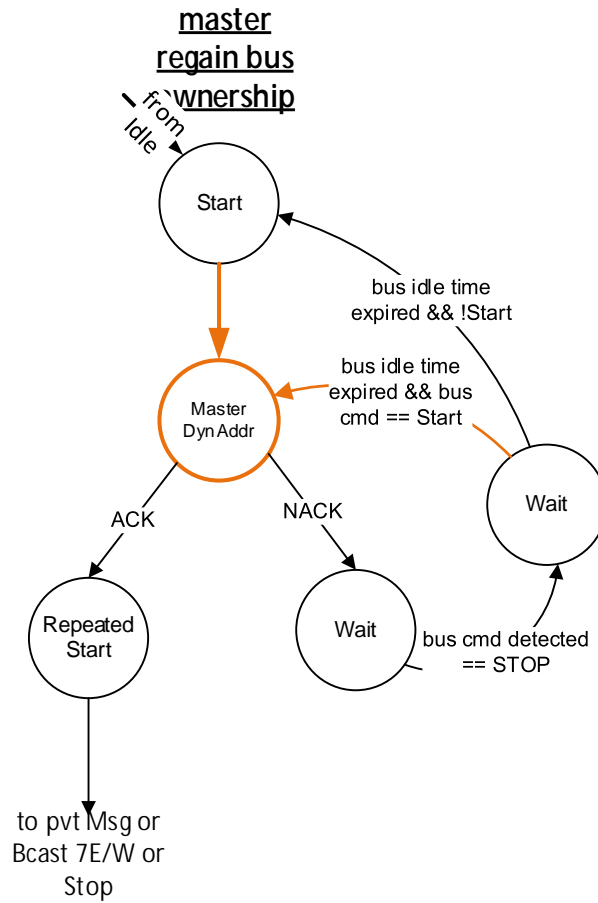 master
regain bus
ownership
from
Idle
Start
bus idle time
expired && !Start
bus idle time
expired && bus
cmd == Start
Master
Dyn Addr
ACK
NACK
Wait
Repeated
Start
Wait
bus cmd detected
== STOP
to pvt Msg or
Bcast 7E/W or
Stop